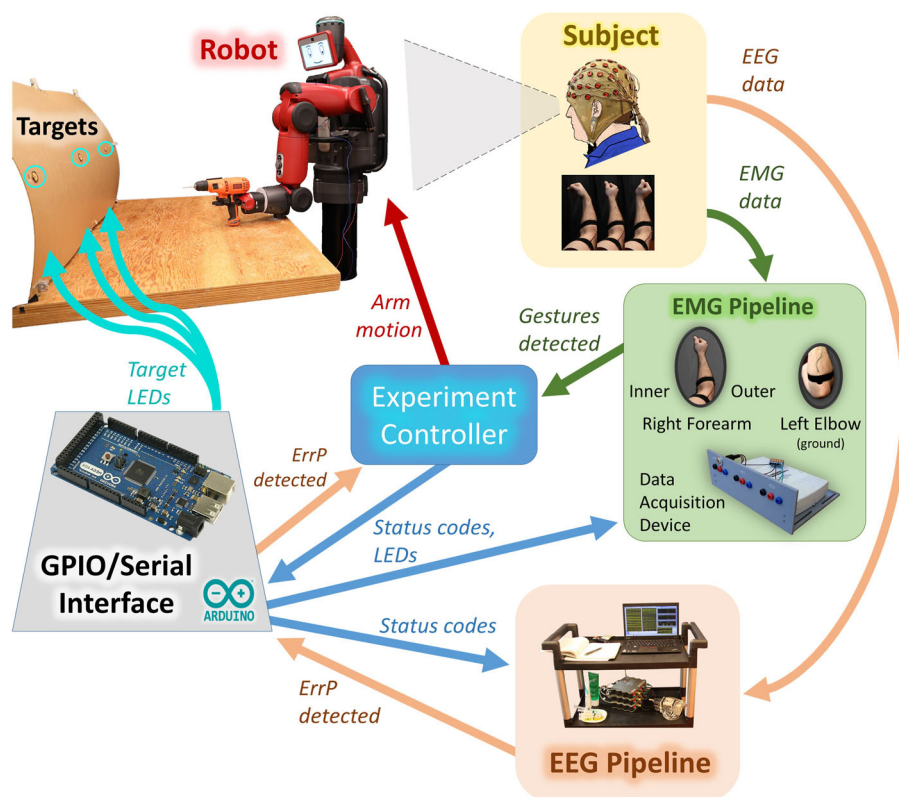 Robot
Subject
EEG
data
Targets
EMG
data
Arm
motion
Gestures
detected
EMG Pipeline
Target
LEDs
Experiment
Controller
Inner
Outer
Right Forearm
Left Elbow
(ground)
ErrP
detected
Data
Acquisition
Device
Status codes,
LEDs
GPIO/Serial
Interface
ARDUINO
Status codes
ErrP
detected
EEG Pipeline